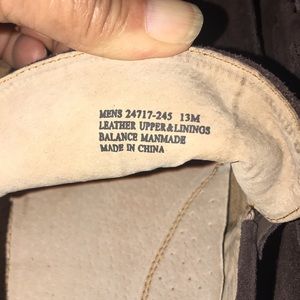 MENS 24717-245 13M
LEATHER UPPER&LININGS
BALANCE MANMADE
MADE IN CHINA